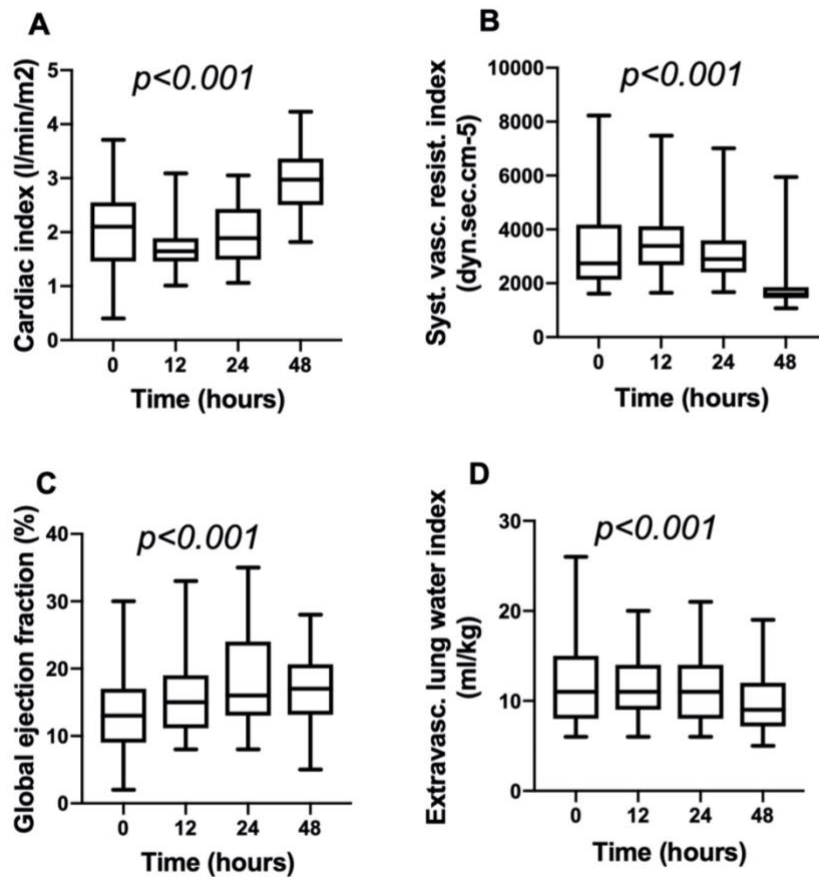 A
Cardiac index (l/min/m2)
p<0.001
5
4
3
2
1
0
0 12 24 48
Time (hours)
B
Syst. vasc. resist. index
(dyn.sec.cm-5)
p<0.001
10000
8000
6000
4000
2000
0
0 12 24 48
Time (hours)
C
Global ejection fraction (%)
p<0.001
40
30
20
10
0
0 12 24 48
Time (hours)
D
Extravasc. lung water index
(ml/kg)
p<0.001
30
20
10
0
0 12 24 48
Time (hours)